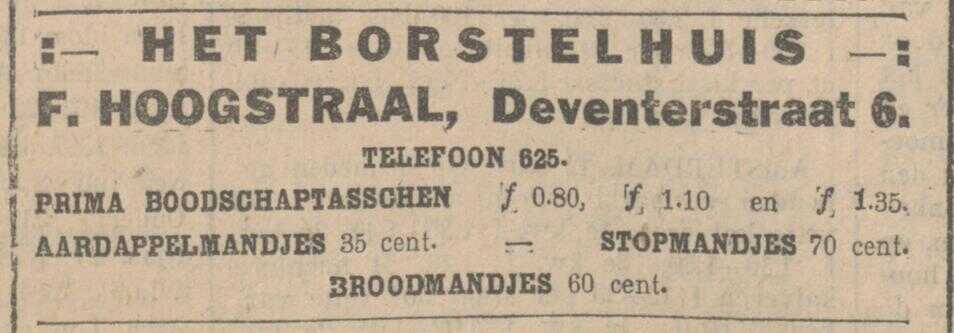 :— HET BORSTELHUIS —:
F. HOOGSTRAAL, Deventerstraat 6.
TELEFOON 625.
PRIMA BOODSCHAPTASSCHEN ƒ 0.80, ƒ 1.10 en ƒ 1.35.
AARDAPPELMANDJES 35 cent. — STOPMANDJES 70 cent.
BROODMANDJES 60 cent.